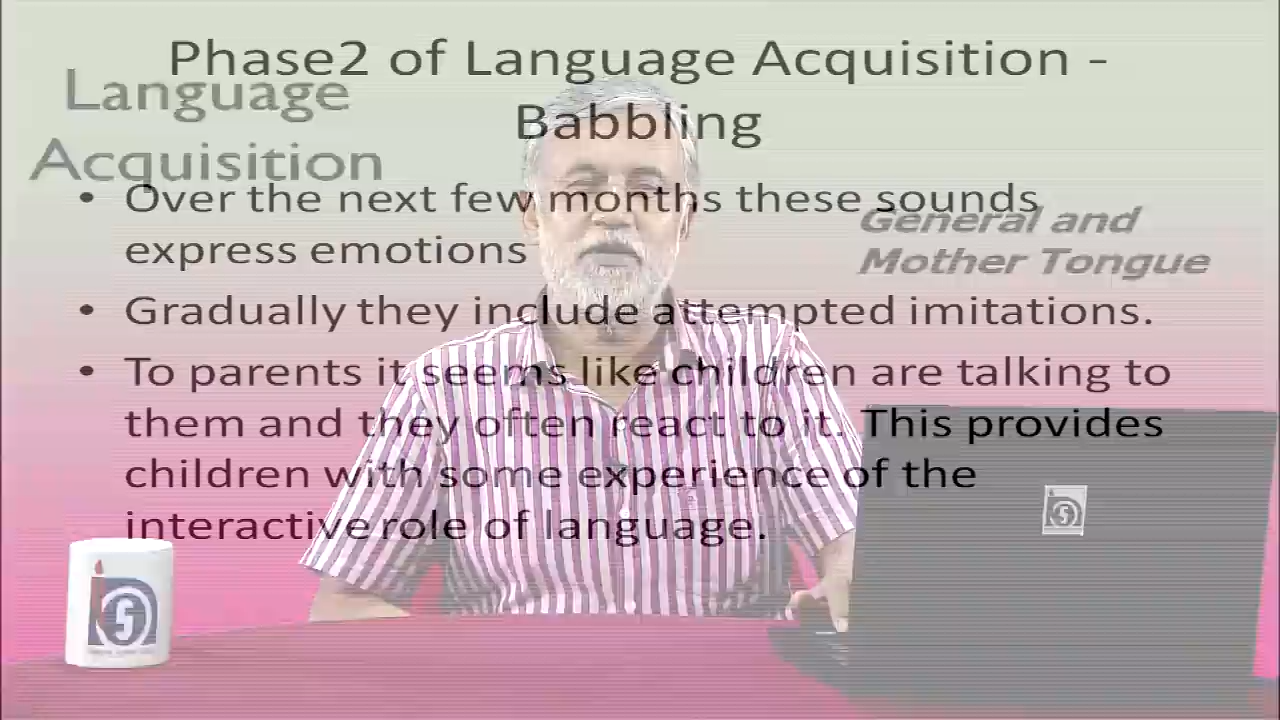 Phase2 of Language Acquisition -
Babbling
Language
Acquisition
• Over the next few months these sounds
express emotions
General and
Mother Tongue
• Gradually they include attempted imitations.
• To parents it seems like children are talking to
them and they often react to it. This provides
children with some experience of the
interactive role of language.